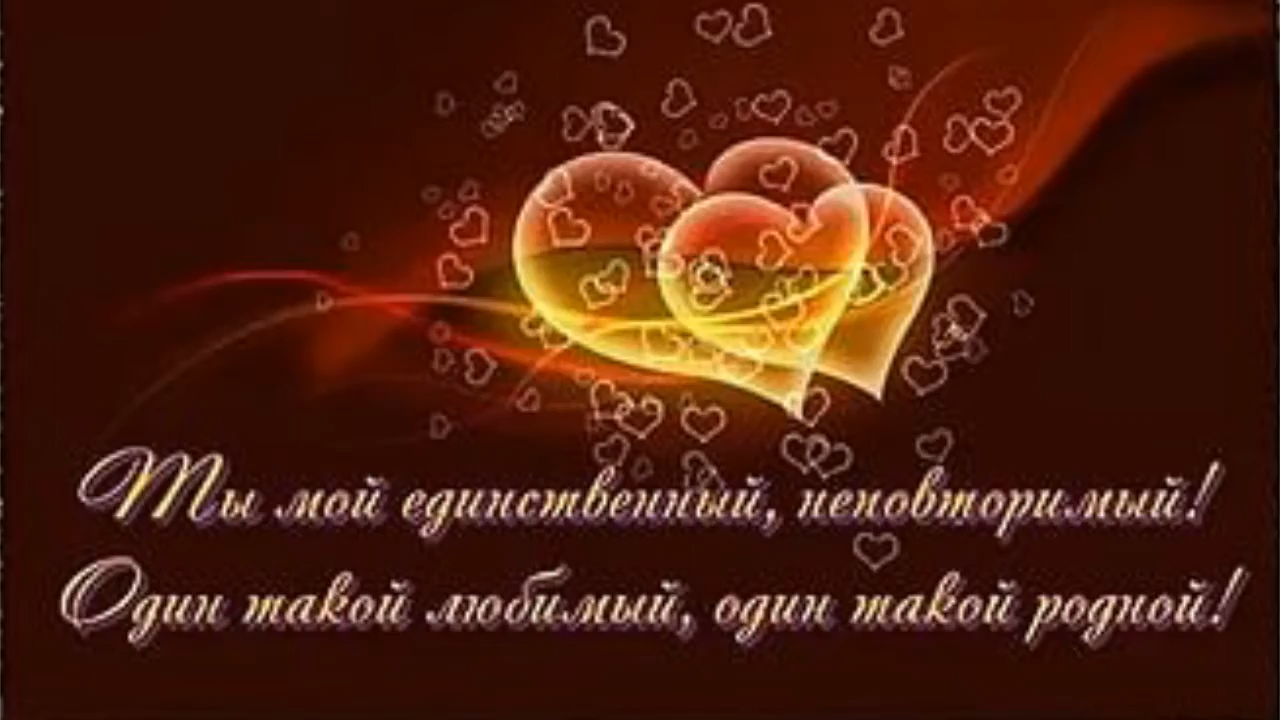 Ты мой единственный, неповторимый!
Один такой любимый, один такой родной!